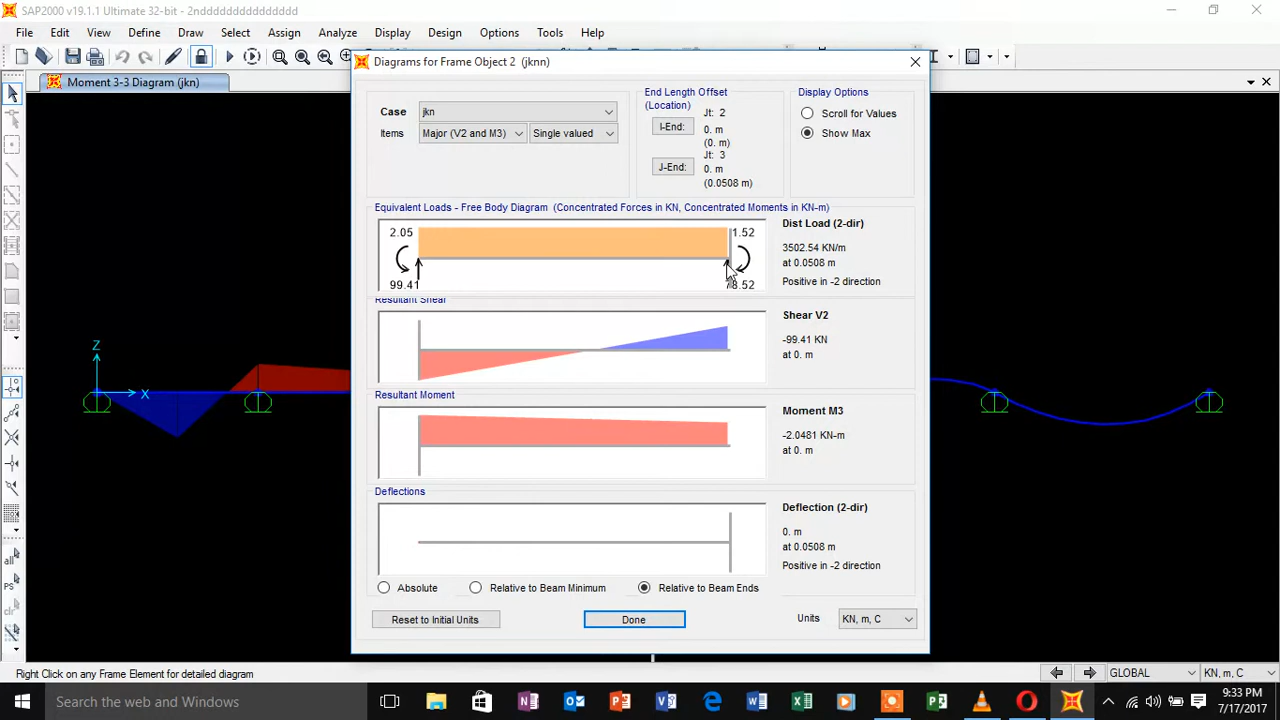 SAP2000 v19.1.1 Ultimate 32-bit - 2ndddddddddddddddd
File Edit View Define Draw Select Assign Analyze Display Design Options Tools Help
Moment 3-3 Diagram (jkn)
Diagrams for Frame Object 2 (jknn)
Case jkn
Items Major (V2 and M3) Single valued
End Length Offset
(Location)
I-End:
Jt: 2
0. m
(0. m)
J-End:
Jt: 3
0. m
(0.0508 m)
Display Options
Scroll for Values
Show Max
Equivalent Loads - Free Body Diagram (Concentrated Forces in KN, Concentrated Moments in KN-m)
2.05 1.52
99.41 78.52
Dist Load (2-dir)
3502.54 KN/m
at 0.0508 m
Positive in -2 direction
Resultant Shear
Shear V2
-99.41 KN
at 0. m
Resultant Moment
Moment M3
-2.0481 KN-m
at 0. m
Deflections
Deflection (2-dir)
0. m
at 0.0508 m
Positive in -2 direction
Absolute Relative to Beam Minimum Relative to Beam Ends
Reset to Initial Units Done Units KN, m, C
Z
X
all
PS
clr
Right Click on any Frame Element for detailed diagram GLOBAL KN, m, C
Search the web and Windows
9:33 PM
7/17/2017